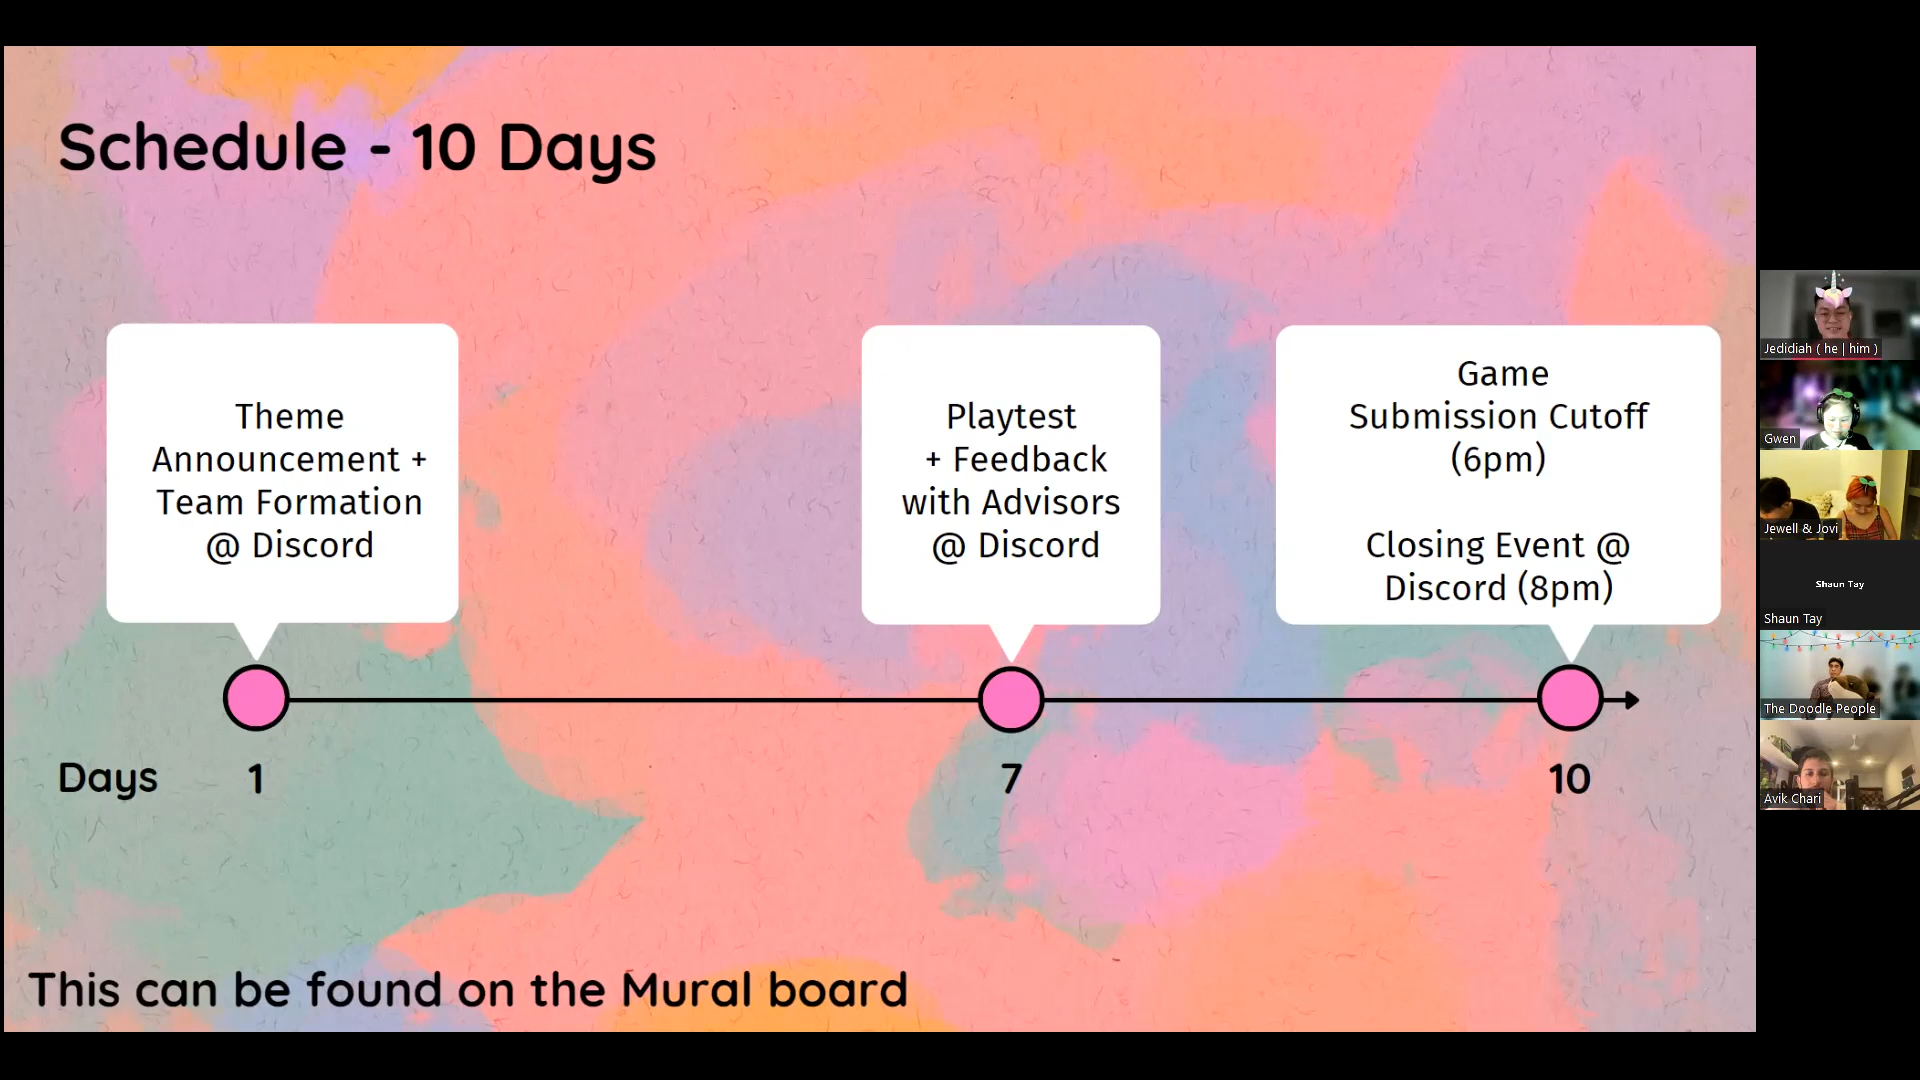 Schedule - 10 Days
Theme
Announcement +
Team Formation
@ Discord
Playtest
+ Feedback
with Advisors
@ Discord
Game
Submission Cutoff
(6pm)
Closing Event @
Discord (8pm)
Days
1
7
10
This can be found on the Mural board
Jedidiah ( he | him )
Gwen
Jewell & Jovi
Shaun Tay
Shaun Tay
The Doodle People
Avik Chari